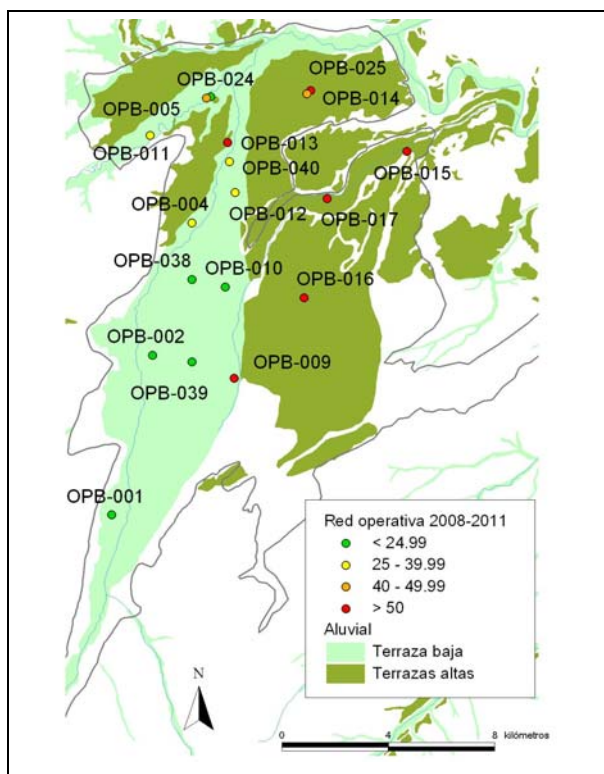 OPB-024
OPB-025
OPB-005
OPB-014
OPB-011
OPB-013
OPB-040
OPB-015
OPB-004
OPB-012
OPB-017
OPB-038
OPB-010
OPB-016
OPB-002
OPB-009
OPB-039
OPB-001
Red operativa 2008-2011
< 24.99
25 - 39.99
40 - 49.99
> 50
Aluvial
Terraza baja
Terrazas altas
N
kilómetros
0 4 8